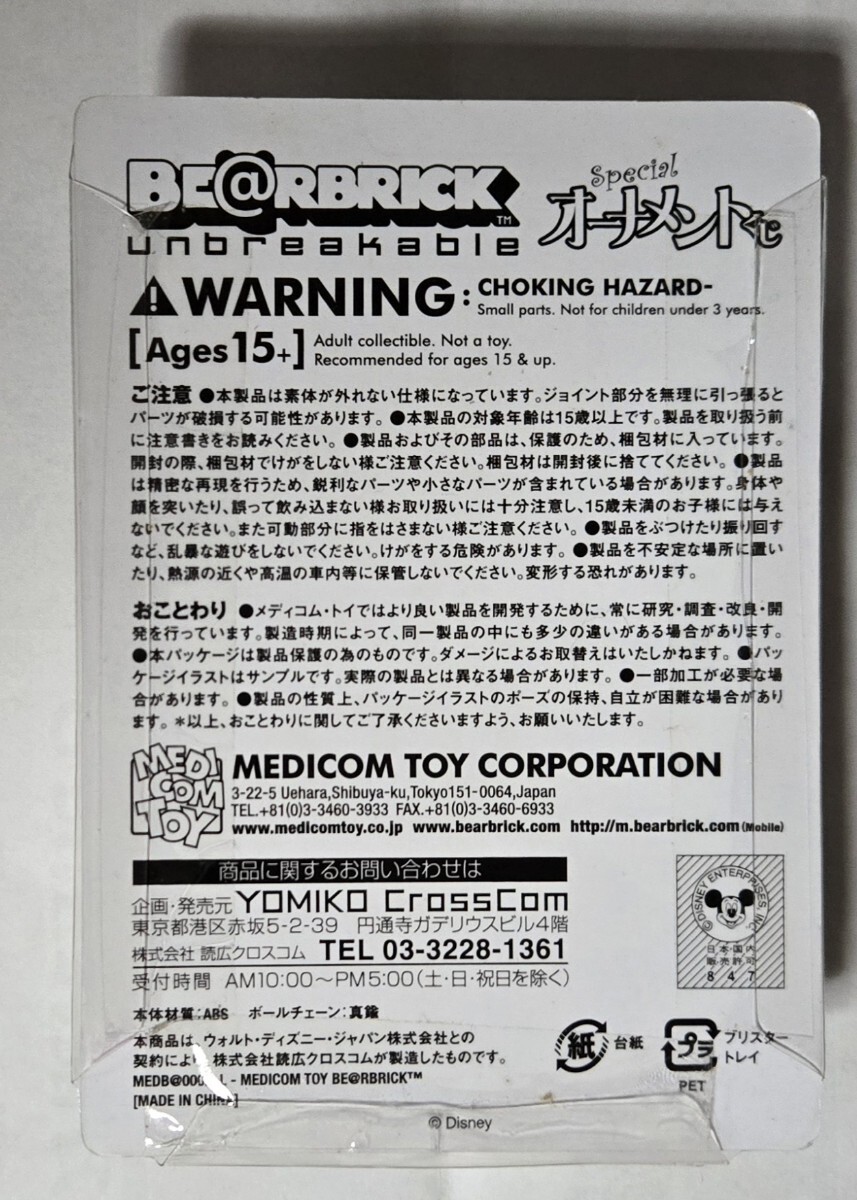 BE@RBRICK™
unbreakable
Special
オーナメントくじ
WARNING: CHOKING HAZARD-
Small parts. Not for children under 3 years.
[Ages 15+] Adult collectible. Not a toy.
Recommended for ages 15 & up.
ご注意 ●本製品は素体が外れない仕様になっています。ジョイント部分を無理に引っ張ると
パーツが破損する可能性があります。 ●本製品の対象年齢は15歳以上です。製品を取り扱う前
に注意書きをお読みください。 ●製品およびその部品は、保護のため、梱包材に入っています。
開封の際、梱包材でけがをしない様ご注意ください。梱包材は開封後に捨ててください。 ●製品
は精密な再現を行うため、鋭利なパーツや小さなパーツが含まれている場合があります。身体や
顔を突いたり、誤って飲み込まない様お取り扱いには十分注意し、15歳未満のお子様には与え
ないでください。また可動部分に指をはさまない様ご注意ください。 ●製品をぶつけたり振り回す
など、乱暴な遊びをしないでください。けがをする危険があります。 ●製品を不安定な場所に置い
たり、熱源の近くや高温の車内等に保管しないでください。変形する恐れがあります。
おことわり ●メディコム・トイではより良い製品を開発するために、常に研究・調査・改良・開
発を行っています。製造時期によって、同一製品の中にも多少の違いがある場合があります。
●本パッケージは製品保護の為のものです。ダメージによるお取替えはいたしかねます。 ●パッ
ケージイラストはサンプルです。実際の製品とは異なる場合があります。 ●一部加工が必要な場
合があります。 ●製品の性質上、パッケージイラストのポーズの保持、自立が困難な場合があり
ます。 *以上、おことわりに関してご了承くださいますよう、お願いいたします。
MEDI
COM
TOY
MEDICOM TOY CORPORATION
3-22-5 Uehara,Shibuya-ku,Tokyo151-0064,Japan
TEL.+81(0)3-3460-3933 FAX.+81(0)3-3460-6933
www.medicomtoy.co.jp www.bearbrick.com http://m.bearbrick.com (Mobile)
商品に関するお問い合わせは
企画・発売元 YOMIKO CrossCom
東京都港区赤坂5-2-39 円通寺ガデリウスビル4階
株式会社 読広クロスコム TEL 03-3228-1361
受付時間 AM10:00～PM5:00(土・日・祝日を除く)
©DISNEY ENTERPRISES, INC.
日本国内
販売許可
847
本体材質:ABS ボールチェーン:真鍮
本商品は、ウォルト・ディズニー・ジャパン株式会社との
契約により、株式会社読広クロスコムが製造したものです。
MEDB@000 - MEDICOM TOY BE@RBRICK™
[MADE IN CHINA]
紙 台紙
プラ ブリスター
トレイ
PET
© Disney